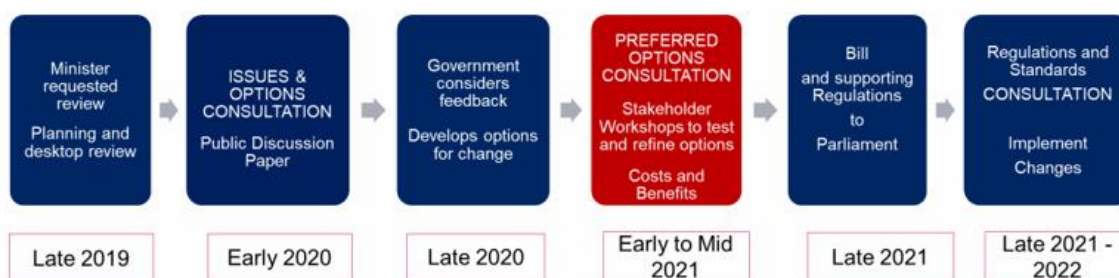 Minister
requested
review
Planning and
desktop review
ISSUES &
OPTIONS
CONSULTATION
Public Discussion
Paper
Government
considers
feedback
Develops options
for change
PREFERRED
OPTIONS
CONSULTATION
Stakeholder
Workshops to test
and refine options
Costs and
Benefits
Bill
and supporting
Regulations
to
Parliament
Regulations and
Standards
CONSULTATION
Implement
Changes
Late 2019
Early 2020
Late 2020
Early to Mid
2021
Late 2021
Late 2021 -
2022